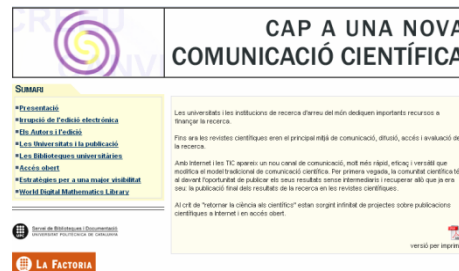 CAP A UNA NOVA
COMUNICACIÓ CIENTÍFICA
SUMARI
Presentació
Irrupció de l'edició electrónica
Els Autors i l'edició
Les Universitats i la publicació
Les Biblioteques universitàries
Accés obert
Estratégies per a una major visibilitat
World Digital Mathematics Library
Servei de Biblioteques i Documentació
UNIVERSITAT POLITÈCNICA DE CATALUNYA
LA FACTORIA
Les universitats i les institucions de recerca d'arreu del món dediquen importants recursos a
finançar la recerca.
Fins ara les revistes científiques eren el principal mitjà de comunicació, difusió, accés i avaluació de
la recerca.
Amb Internet i les TIC apareix un nou canal de comunicació, molt més ràpid, eficaç i versàtil que
modifica el model tradicional de comunicació científica. Per primera vegada, la comunitat científica té
al davant l'oportunitat de publicar els seus resultats sense intermediaris i recuperar allò que ja era
seu: la publicació final dels resultats de la recerca en les revistes científiques.
Al crit de "retornar la ciència als científics" estan sorgint infinitat de projectes sobre publicacions
científiques a Internet i en accés obert.
versió per imprim